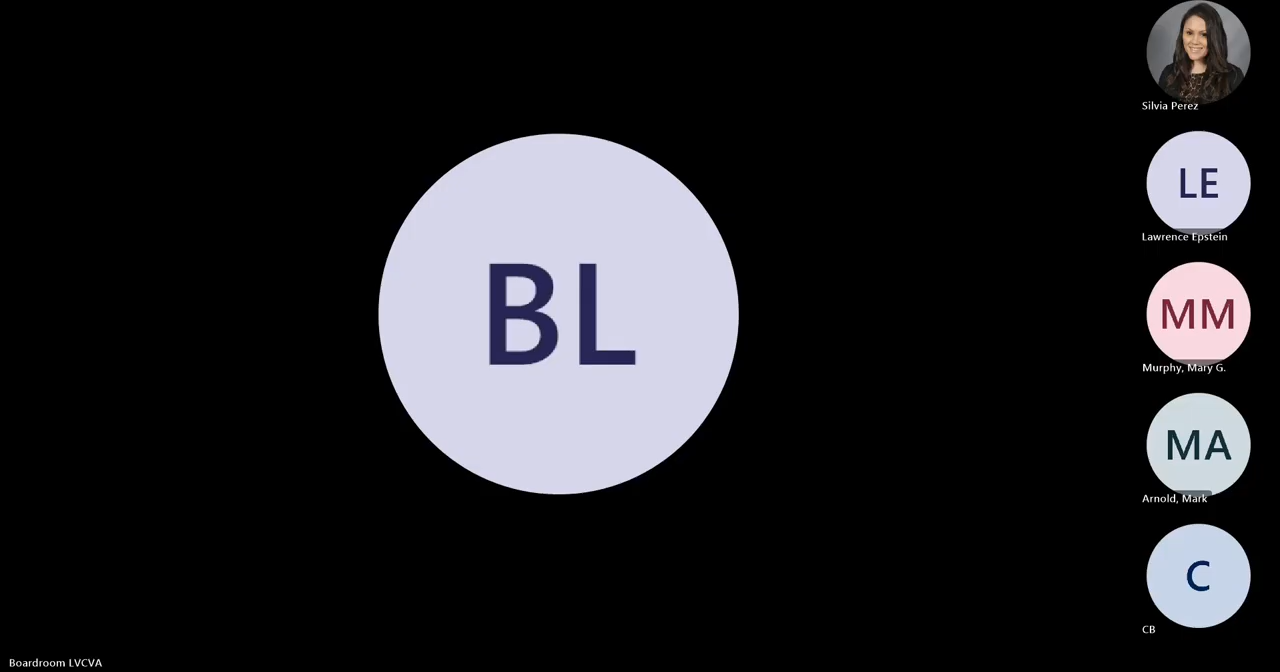 BL
Boardroom LVCVA
Silvia Perez
LE
Lawrence Epstein
MM
Murphy, Mary G.
MA
Arnold, Mark
C
CB